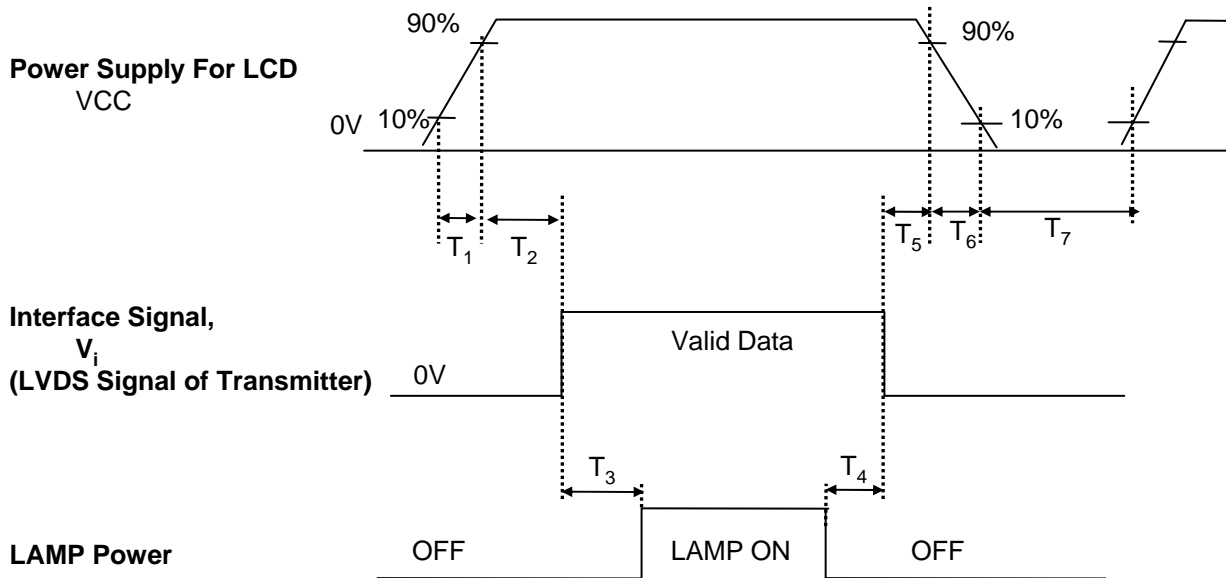 90%
90%
Power Supply For LCD
VCC
0V
10%
10%
T1
T2
T5
T6
T7
Interface Signal,
Vi
(LVDS Signal of Transmitter)
0V
Valid Data
T3
T4
LAMP Power
OFF
LAMP ON
OFF